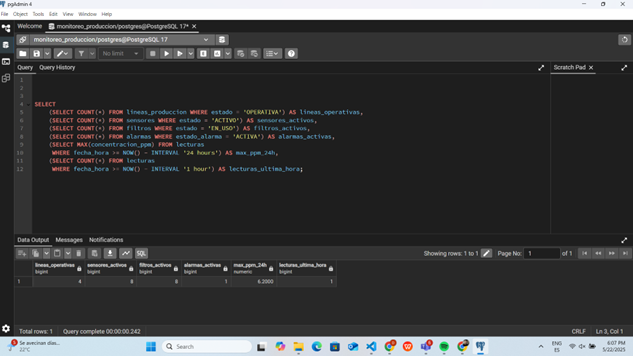 pgAdmin 4
File Object Tools Edit View Window Help
Welcome monitoreo_produccion/postgres@PostgreSQL 17*
monitoreo_produccion/postgres@PostgreSQL 17
No limit
Query Query History
Scratch Pad
1
2
3
4 SELECT
5 (SELECT COUNT(*) FROM lineas_produccion WHERE estado = 'OPERATIVA') AS lineas_operativas,
6 (SELECT COUNT(*) FROM sensores WHERE estado = 'ACTIVO') AS sensores_activos,
7 (SELECT COUNT(*) FROM filtros WHERE estado = 'EN_USO') AS filtros_activos,
8 (SELECT COUNT(*) FROM alarmas WHERE estado_alarma = 'ACTIVA') AS alarmas_activas,
9 (SELECT MAX(concentracion_ppm) FROM lecturas
10 WHERE fecha_hora >= NOW() - INTERVAL '24 hours') AS max_ppm_24h,
11 (SELECT COUNT(*) FROM lecturas
12 WHERE fecha_hora >= NOW() - INTERVAL '1 hour') AS lecturas_ultima_hora;
Data Output Messages Notifications
SQL
Showing rows: 1 to 1 Page No: 1 of 1
lineas_operativas sensores_activos filtros_activos alarmas_activas max_ppm_24h lecturas_ultima_hora
bigint bigint bigint bigint numeric bigint
1 4 8 8 1 6.2000 1
Total rows: 1 Query complete 00:00:00.242 CRLF Ln 3, Col 1
Se avecinan días...
22°C
Search
ENG
ES
6:07 PM
5/22/2025